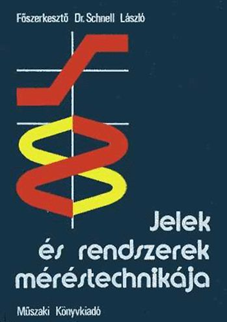 Főszerkesztő Dr. Schnell László
Jelek
és rendszerek
méréstechnikája
Műszaki Könyvkiadó